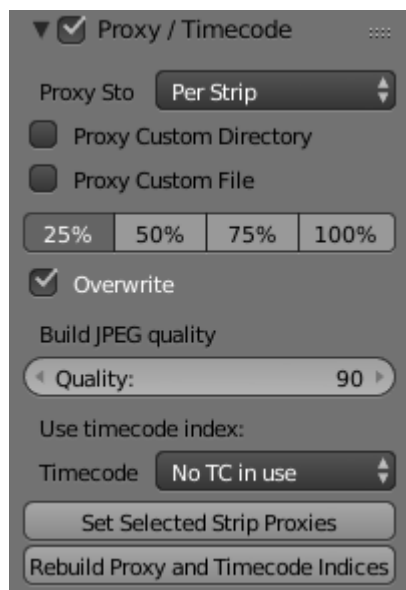 Proxy / Timecode
Proxy Sto Per Strip
Proxy Custom Directory
Proxy Custom File
25% 50% 75% 100%
Overwrite
Build JPEG quality
Quality: 90
Use timecode index:
Timecode No TC in use
Set Selected Strip Proxies
Rebuild Proxy and Timecode Indices